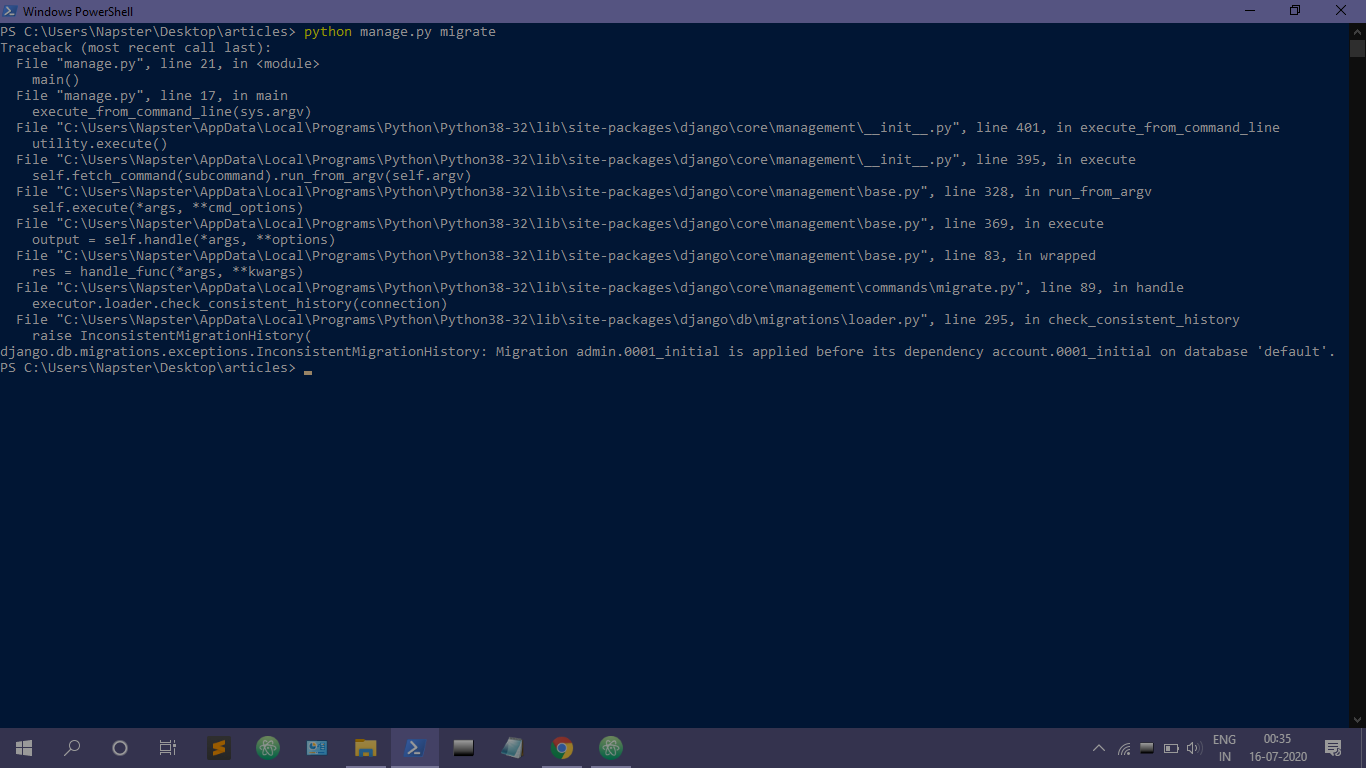 Windows PowerShell
PS C:\Users\Napster\Desktop\articles> python manage.py migrate
Traceback (most recent call last):
  File "manage.py", line 21, in <module>
    main()
  File "manage.py", line 17, in main
    execute_from_command_line(sys.argv)
  File "C:\Users\Napster\AppData\Local\Programs\Python\Python38-32\lib\site-packages\django\core\management\__init__.py", line 401, in execute_from_command_line
    utility.execute()
  File "C:\Users\Napster\AppData\Local\Programs\Python\Python38-32\lib\site-packages\django\core\management\__init__.py", line 395, in execute
    self.fetch_command(subcommand).run_from_argv(self.argv)
  File "C:\Users\Napster\AppData\Local\Programs\Python\Python38-32\lib\site-packages\django\core\management\base.py", line 328, in run_from_argv
    self.execute(*args, **cmd_options)
  File "C:\Users\Napster\AppData\Local\Programs\Python\Python38-32\lib\site-packages\django\core\management\base.py", line 369, in execute
    output = self.handle(*args, **options)
  File "C:\Users\Napster\AppData\Local\Programs\Python\Python38-32\lib\site-packages\django\core\management\base.py", line 83, in wrapped
    res = handle_func(*args, **kwargs)
  File "C:\Users\Napster\AppData\Local\Programs\Python\Python38-32\lib\site-packages\django\core\management\commands\migrate.py", line 89, in handle
    executor.loader.check_consistent_history(connection)
  File "C:\Users\Napster\AppData\Local\Programs\Python\Python38-32\lib\site-packages\django\db\migrations\loader.py", line 295, in check_consistent_history
    raise InconsistentMigrationHistory(
django.db.migrations.exceptions.InconsistentMigrationHistory: Migration admin.0001_initial is applied before its dependency account.0001_initial on database 'default'.
PS C:\Users\Napster\Desktop\articles>
ENG
IN
00:35
16-07-2020